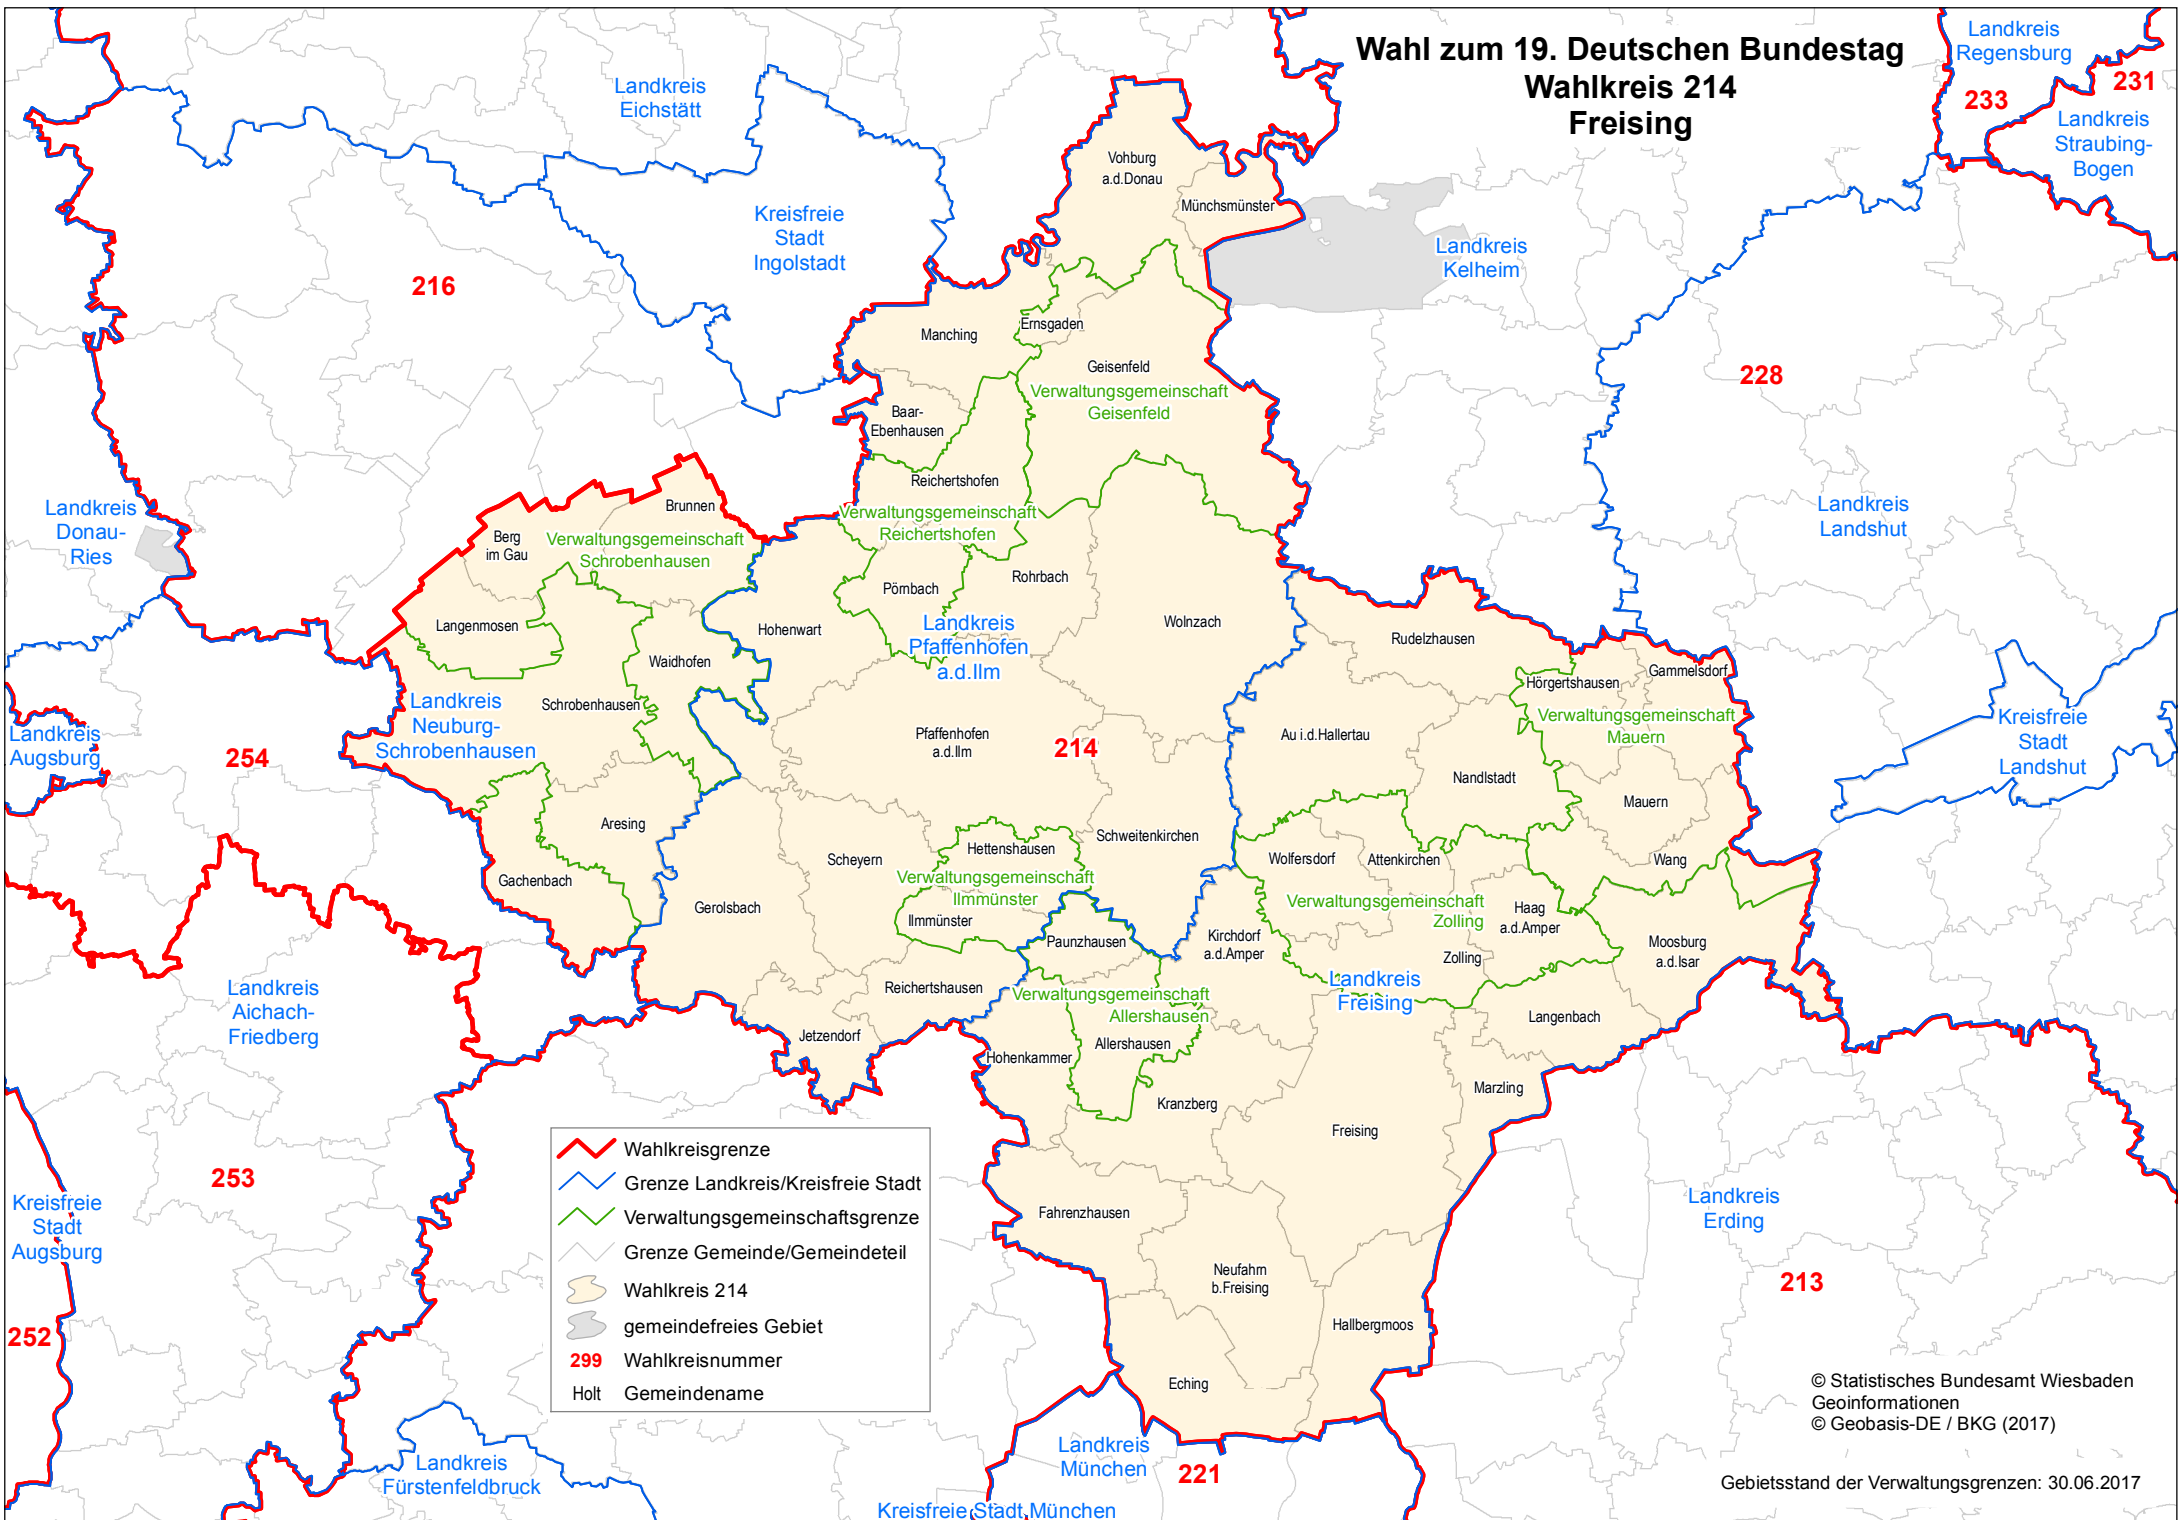 Wahl zum 19. Deutschen Bundestag
Wahlkreis 214
Freising
Landkreis
Regensburg
231
233
Landkreis
Straubing-
Bogen
Landkreis
Eichstätt
Kreisfreie
Stadt
Ingolstadt
216
Vohburg
a.d.Donau
Münchsmünster
Landkreis
Kelheim
Manching
Ernsgaden
Geisenfeld
Verwaltungsgemeinschaft
Geisenfeld
228
Baar-
Ebenhausen
Reichertshofen
Verwaltungsgemeinschaft
Reichertshofen
Landkreis
Donau-
Ries
Brunnen
Berg
im Gau
Verwaltungsgemeinschaft
Schrobenhausen
Landkreis
Landshut
Pörnbach
Rohrbach
Langenmosen
Hohenwart
Landkreis
Pfaffenhofen
a.d.Ilm
Wolnzach
Rudelzhausen
Waidhofen
Hörgertshausen
Gammelsdorf
Landkreis
Neuburg-
Schrobenhausen
Schrobenhausen
Verwaltungsgemeinschaft
Mauern
Landkreis
Augsburg
254
Pfaffenhofen
a.d.Ilm
214
Au i.d.Hallertau
Nandlstadt
Kreisfreie
Stadt
Landshut
Mauern
Aresing
Schweitenkirchen
Scheyern
Hettenshausen
Wolfersdorf
Attenkirchen
Wang
Gachenbach
Verwaltungsgemeinschaft
Ilmmünster
Gerolsbach
Ilmmünster
Verwaltungsgemeinschaft
Zolling
Haag
a.d.Amper
Paunzhausen
Kirchdorf
a.d.Amper
Zolling
Moosburg
a.d.Isar
Landkreis
Aichach-
Friedberg
Reichertshausen
Verwaltungsgemeinschaft
Allershausen
Landkreis
Freising
Langenbach
Jetzendorf
Hohenkammer
Allershausen
Marzling
Kranzberg
Freising
253
Kreisfreie
Stadt
Augsburg
Fahrenzhausen
Landkreis
Erding
Neufahrn
b.Freising
213
Hallbergmoos
252
Eching
Wahlkreisgrenze
Grenze Landkreis/Kreisfreie Stadt
Verwaltungsgemeinschaftsgrenze
Grenze Gemeinde/Gemeindeteil
Wahlkreis 214
gemeindefreies Gebiet
299 Wahlkreisnummer
Holt Gemeindename
Landkreis
Fürstenfeldbruck
Landkreis
München
221
Kreisfreie Stadt München
© Statistisches Bundesamt Wiesbaden
Geoinformationen
© Geobasis-DE / BKG (2017)
Gebietsstand der Verwaltungsgrenzen: 30.06.2017